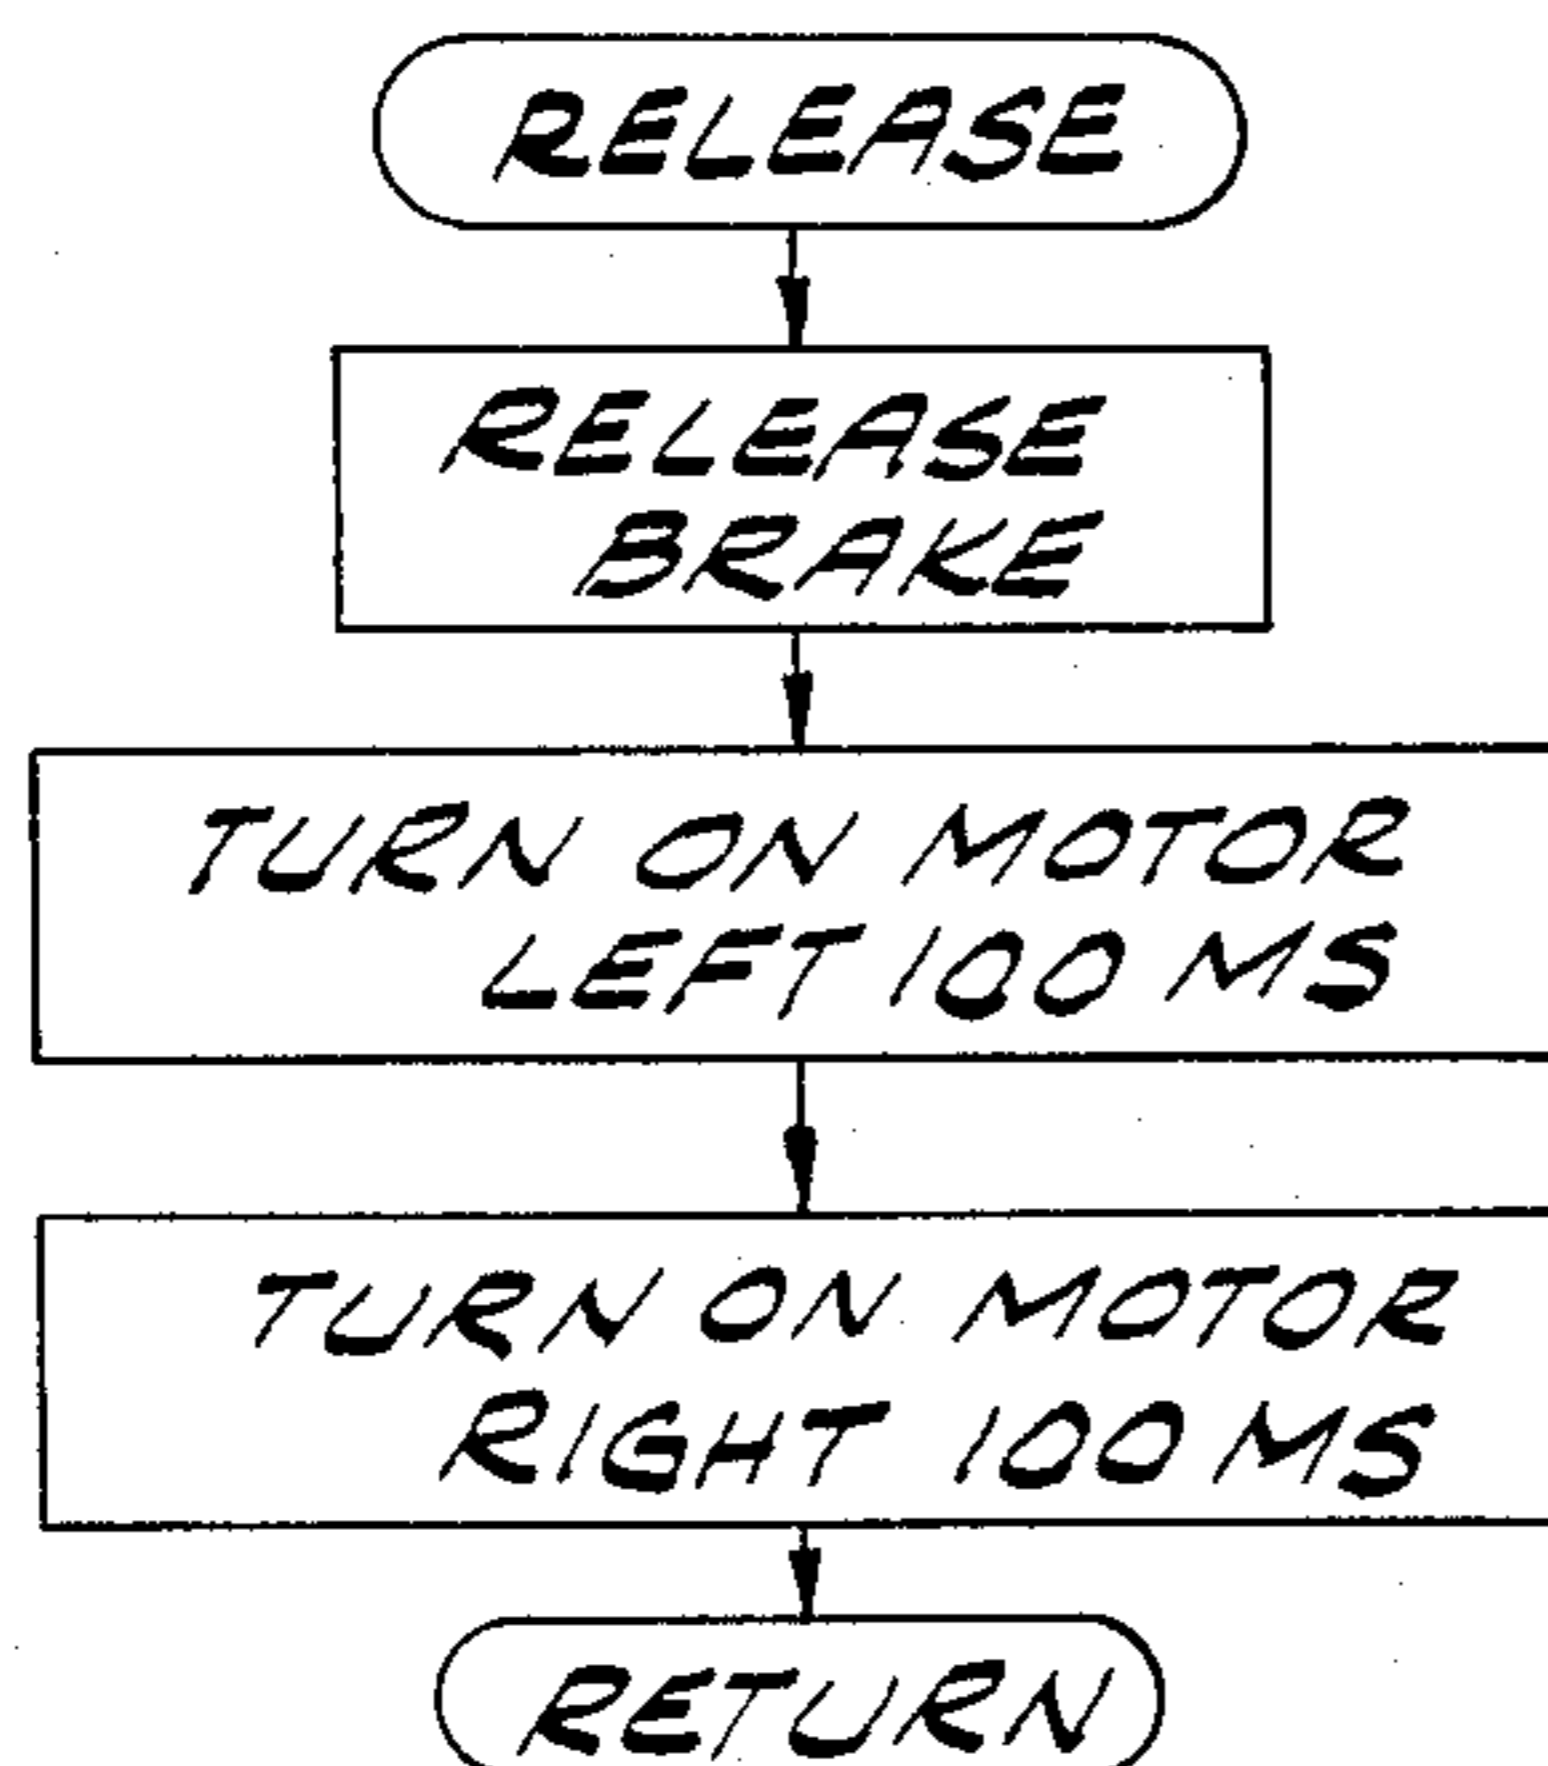 RELEASE
RELEASE
BRAKE
TURN ON MOTOR
LEFT 100 MS
TURN ON MOTOR
RIGHT 100 MS
RETURN